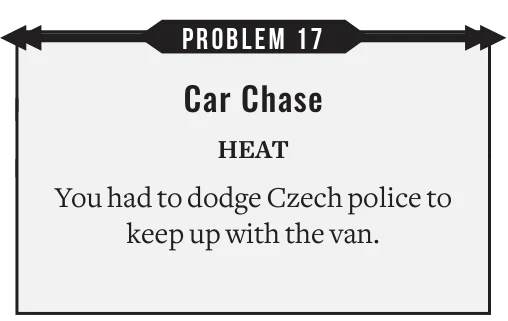 PROBLEM 17
Car Chase
HEAT
You had to dodge Czech police to
keep up with the van.